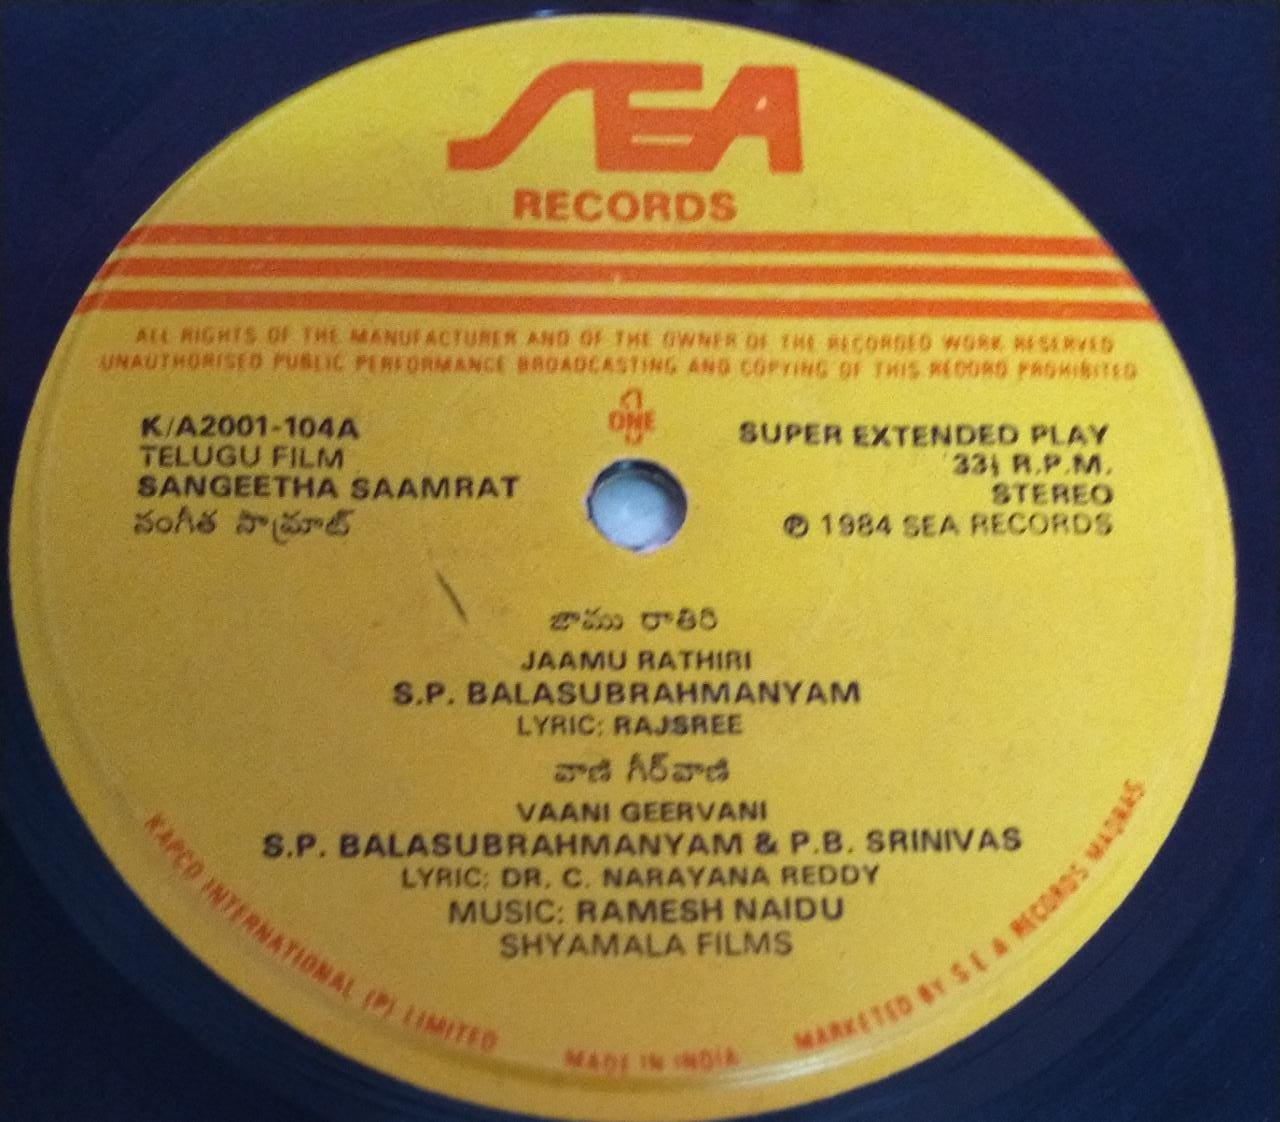 SEA
RECORDS
ALL RIGHTS OF THE MANUFACTURER AND OF THE OWNER OF THE RECORDED WORK RESERVED
UNAUTHORISED PUBLIC PERFORMANCE BROADCASTING AND COPYING OF THIS RECORD PROHIBITED
ONE
K/A2001-104A
TELUGU FILM
SANGEETHA SAAMRAT
సంగీత సామ్రాట్
SUPER EXTENDED PLAY
33⅓ R.P.M.
STEREO
℗ 1984 SEA RECORDS
జాము రాతిరి
JAAMU RATHIRI
S.P. BALASUBRAHMANYAM
LYRIC: RAJSREE
వాణి గీర్వాణి
VAANI GEERVANI
S.P. BALASUBRAHMANYAM & P.B. SRINIVAS
LYRIC: DR. C. NARAYANA REDDY
MUSIC: RAMESH NAIDU
SHYAMALA FILMS
KAPCO INTERNATIONAL (P) LIMITED
MADE IN INDIA
MARKETED BY S E A RECORDS MADRAS